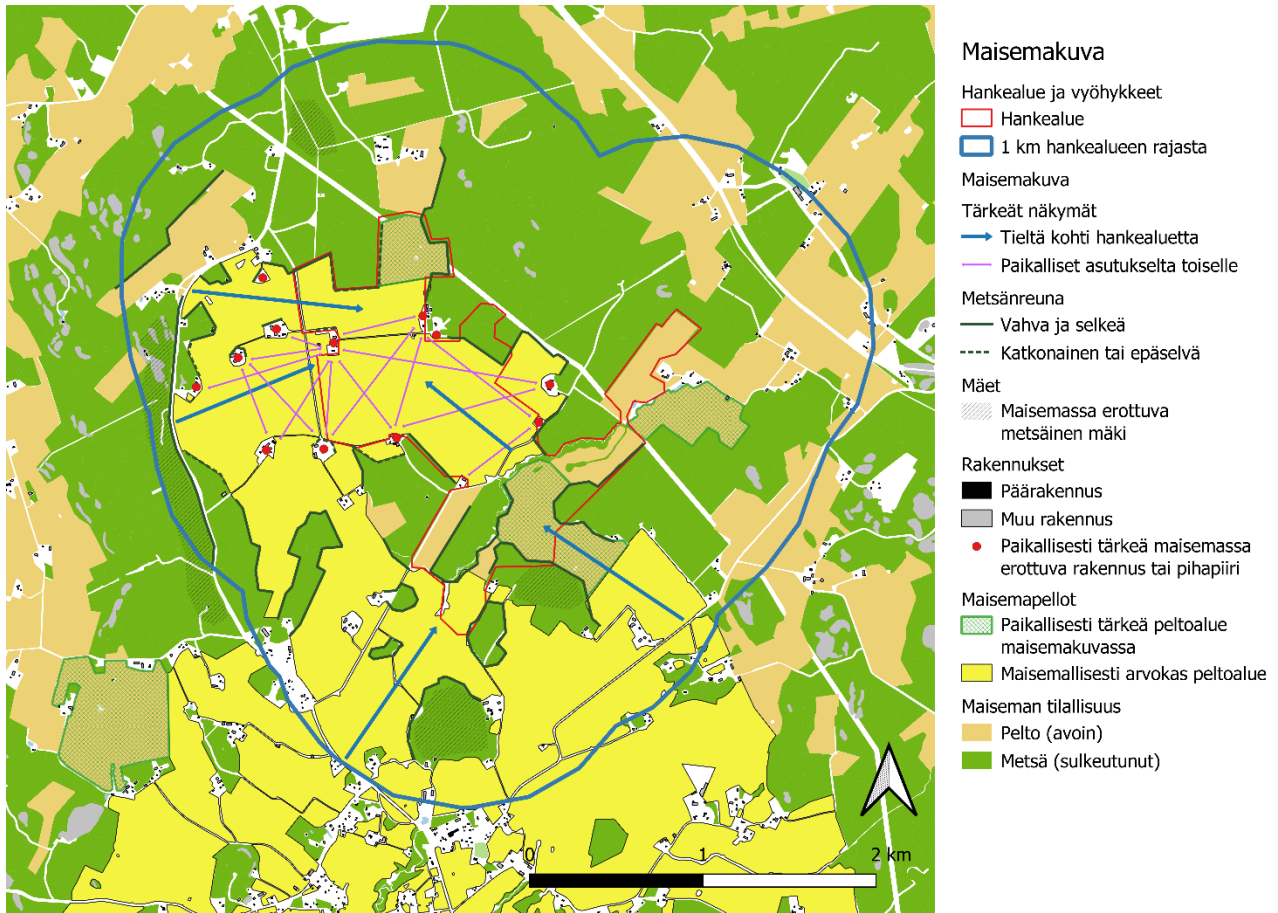 Maisemakuva
Hankealue ja vyöhykkeet
Hankealue
1 km hankealueen rajasta
Maisemakuva
Tärkeät näkymät
Tieltä kohti hankealuetta
Paikalliset asutukselta toiselle
Metsänreuna
Vahva ja selkeä
Katkonainen tai epäselvä
Mäet
Maisemassa erottuva
metsäinen mäki
Rakennukset
Päärakennus
Muu rakennus
Paikallisesti tärkeä maisemassa
erottuva rakennus tai pihapiiri
Maisemapellot
Paikallisesti tärkeä peltoalue
maisemakuvassa
Maisemallisesti arvokas peltoalue
Maiseman tilallisuus
Pelto (avoin)
Metsä (sulkeutunut)
0 1 2 km